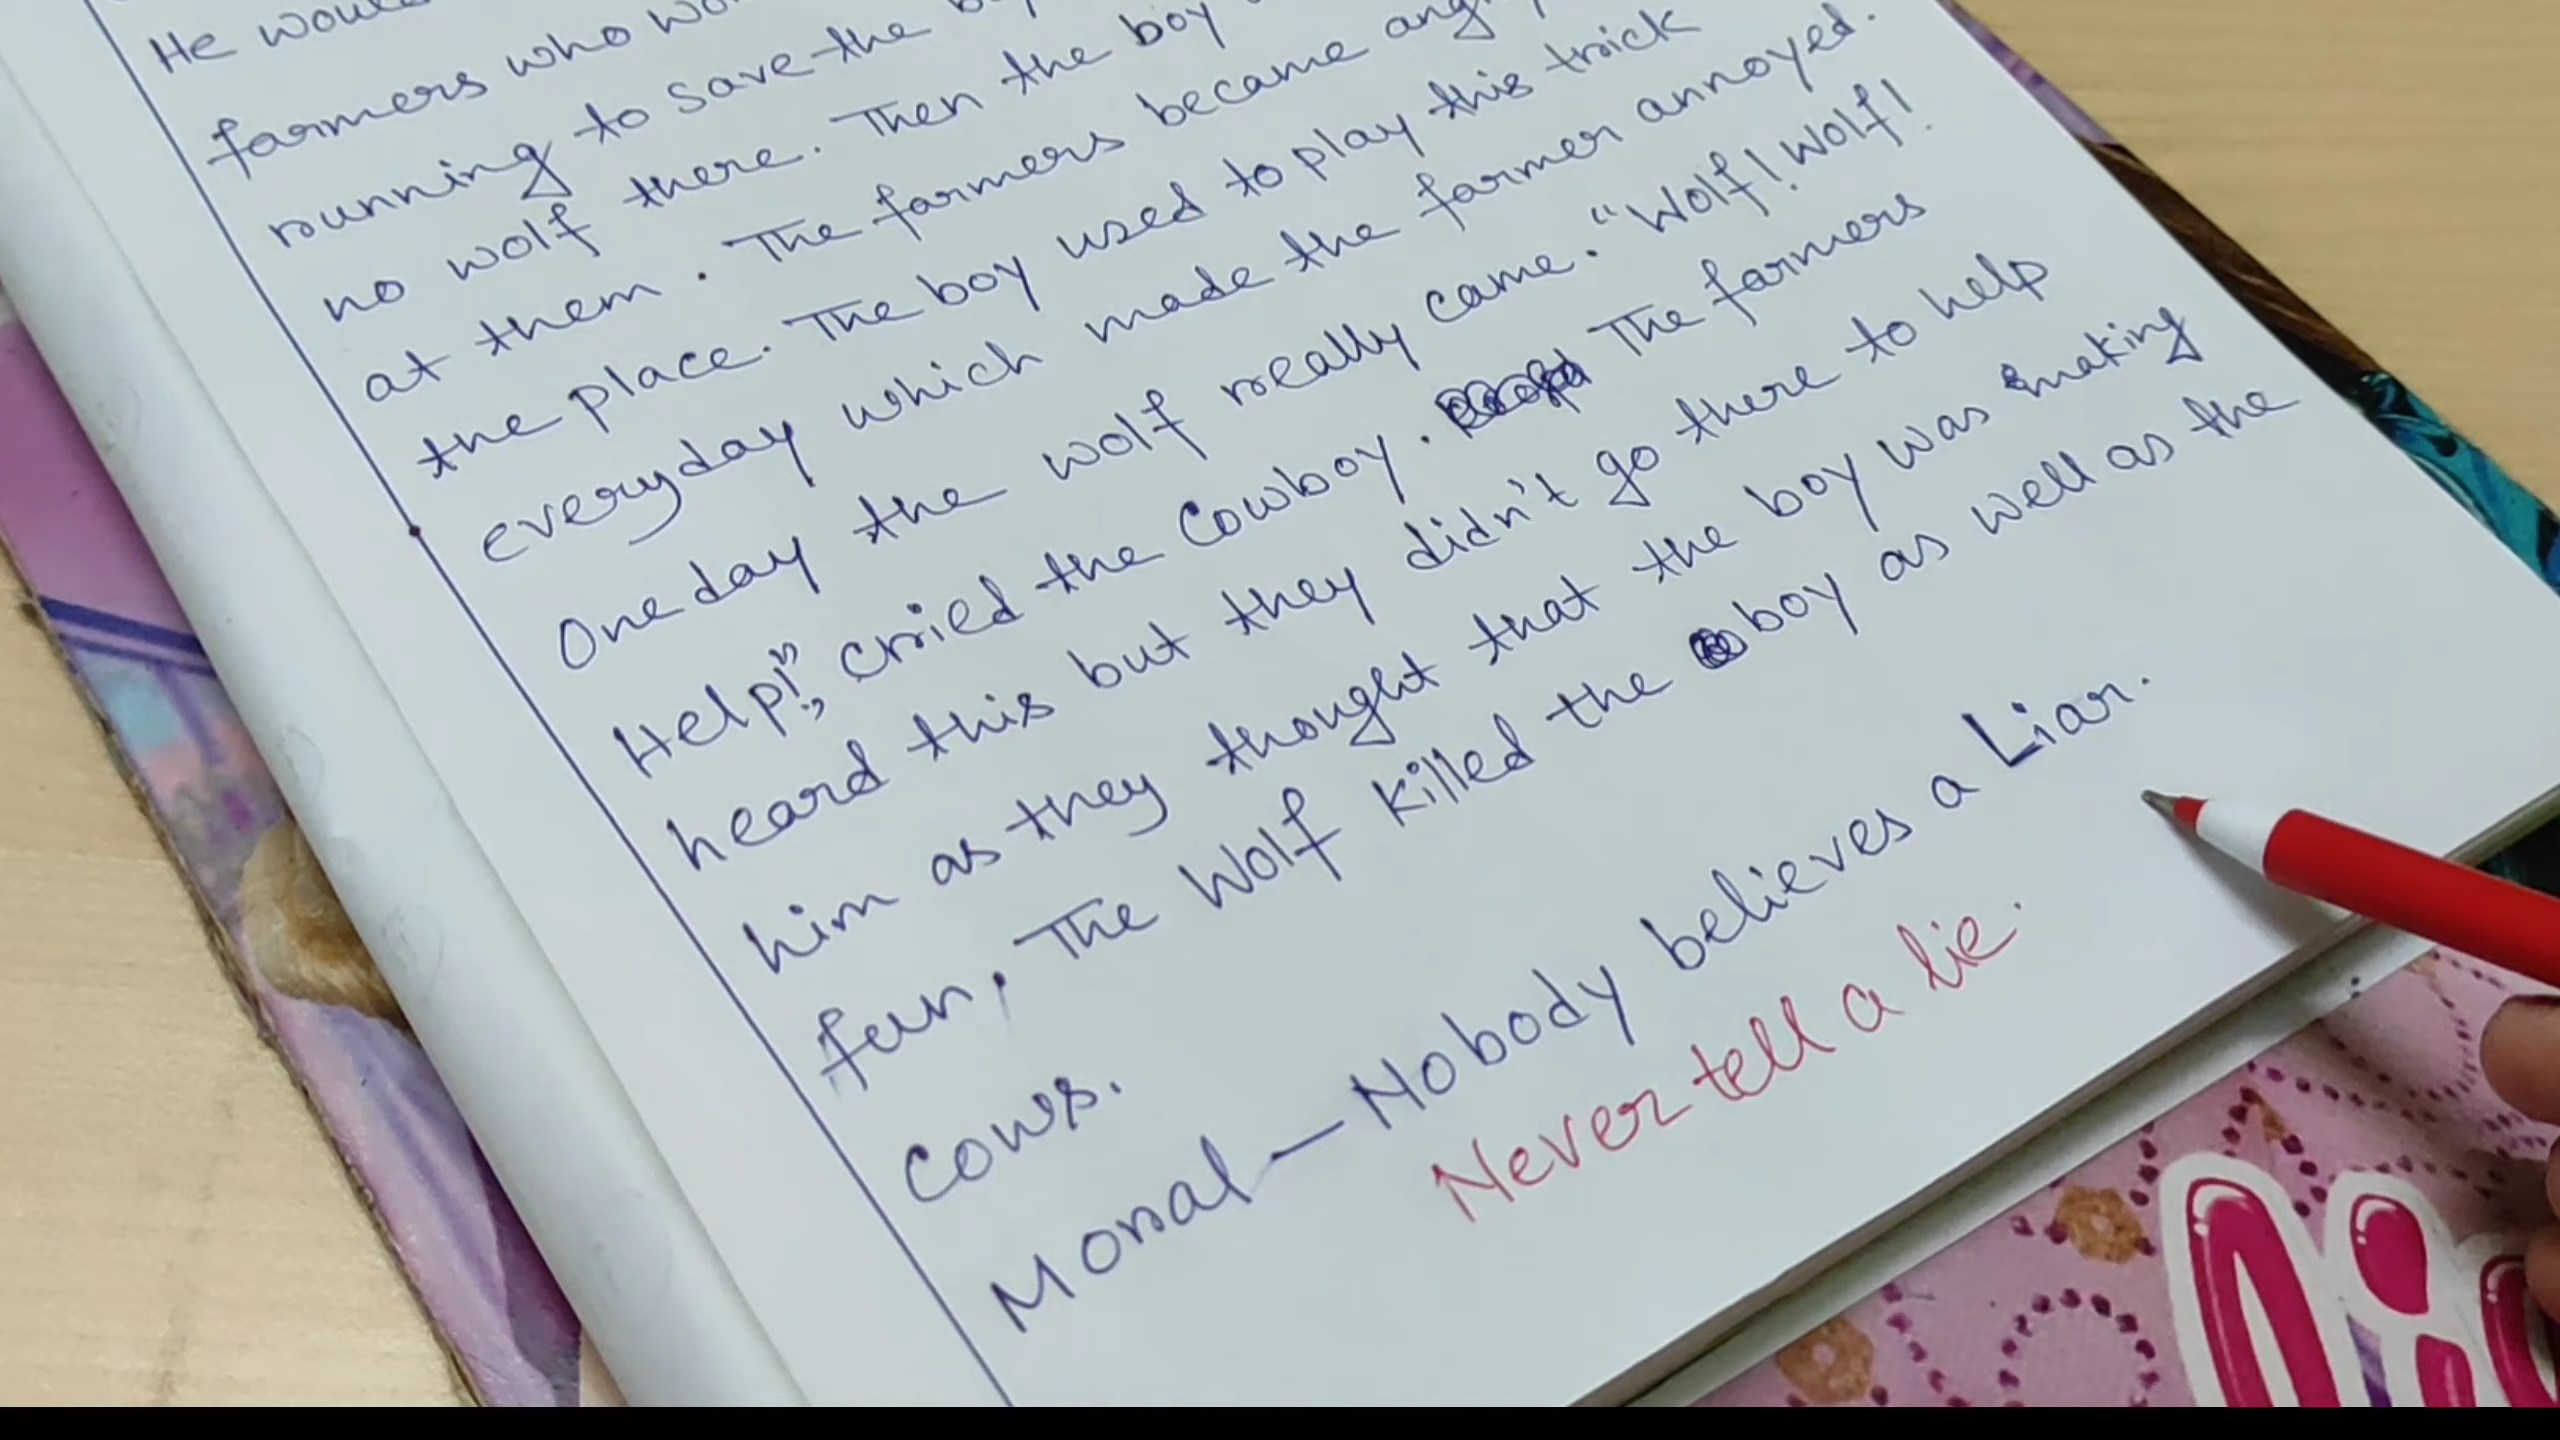 He would
farmers who wo
running to save the b
no wolf there. Then the boy
at them. The farmers became ang
the place. The boy used to play this trick
everyday which made the farmer annoyed.
One day the wolf really came. "Wolf! Wolf!
Help!", cried the Cowboy. The farmers
heard this but they didn't go there to help
him as they thought that the boy was making
fun. The Wolf killed the boy as well as the
cows.
Moral - Nobody believes a Liar.
Never tell a lie.